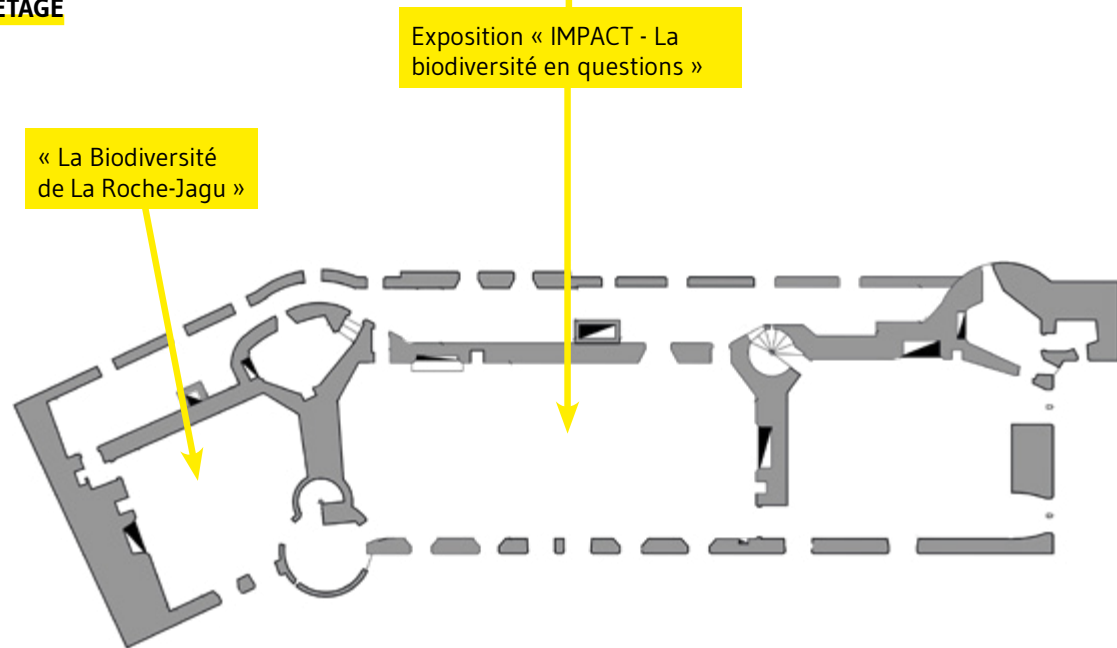 ETAGE
Exposition « IMPACT - La
biodiversité en questions »
« La Biodiversité
de La Roche-Jagu »